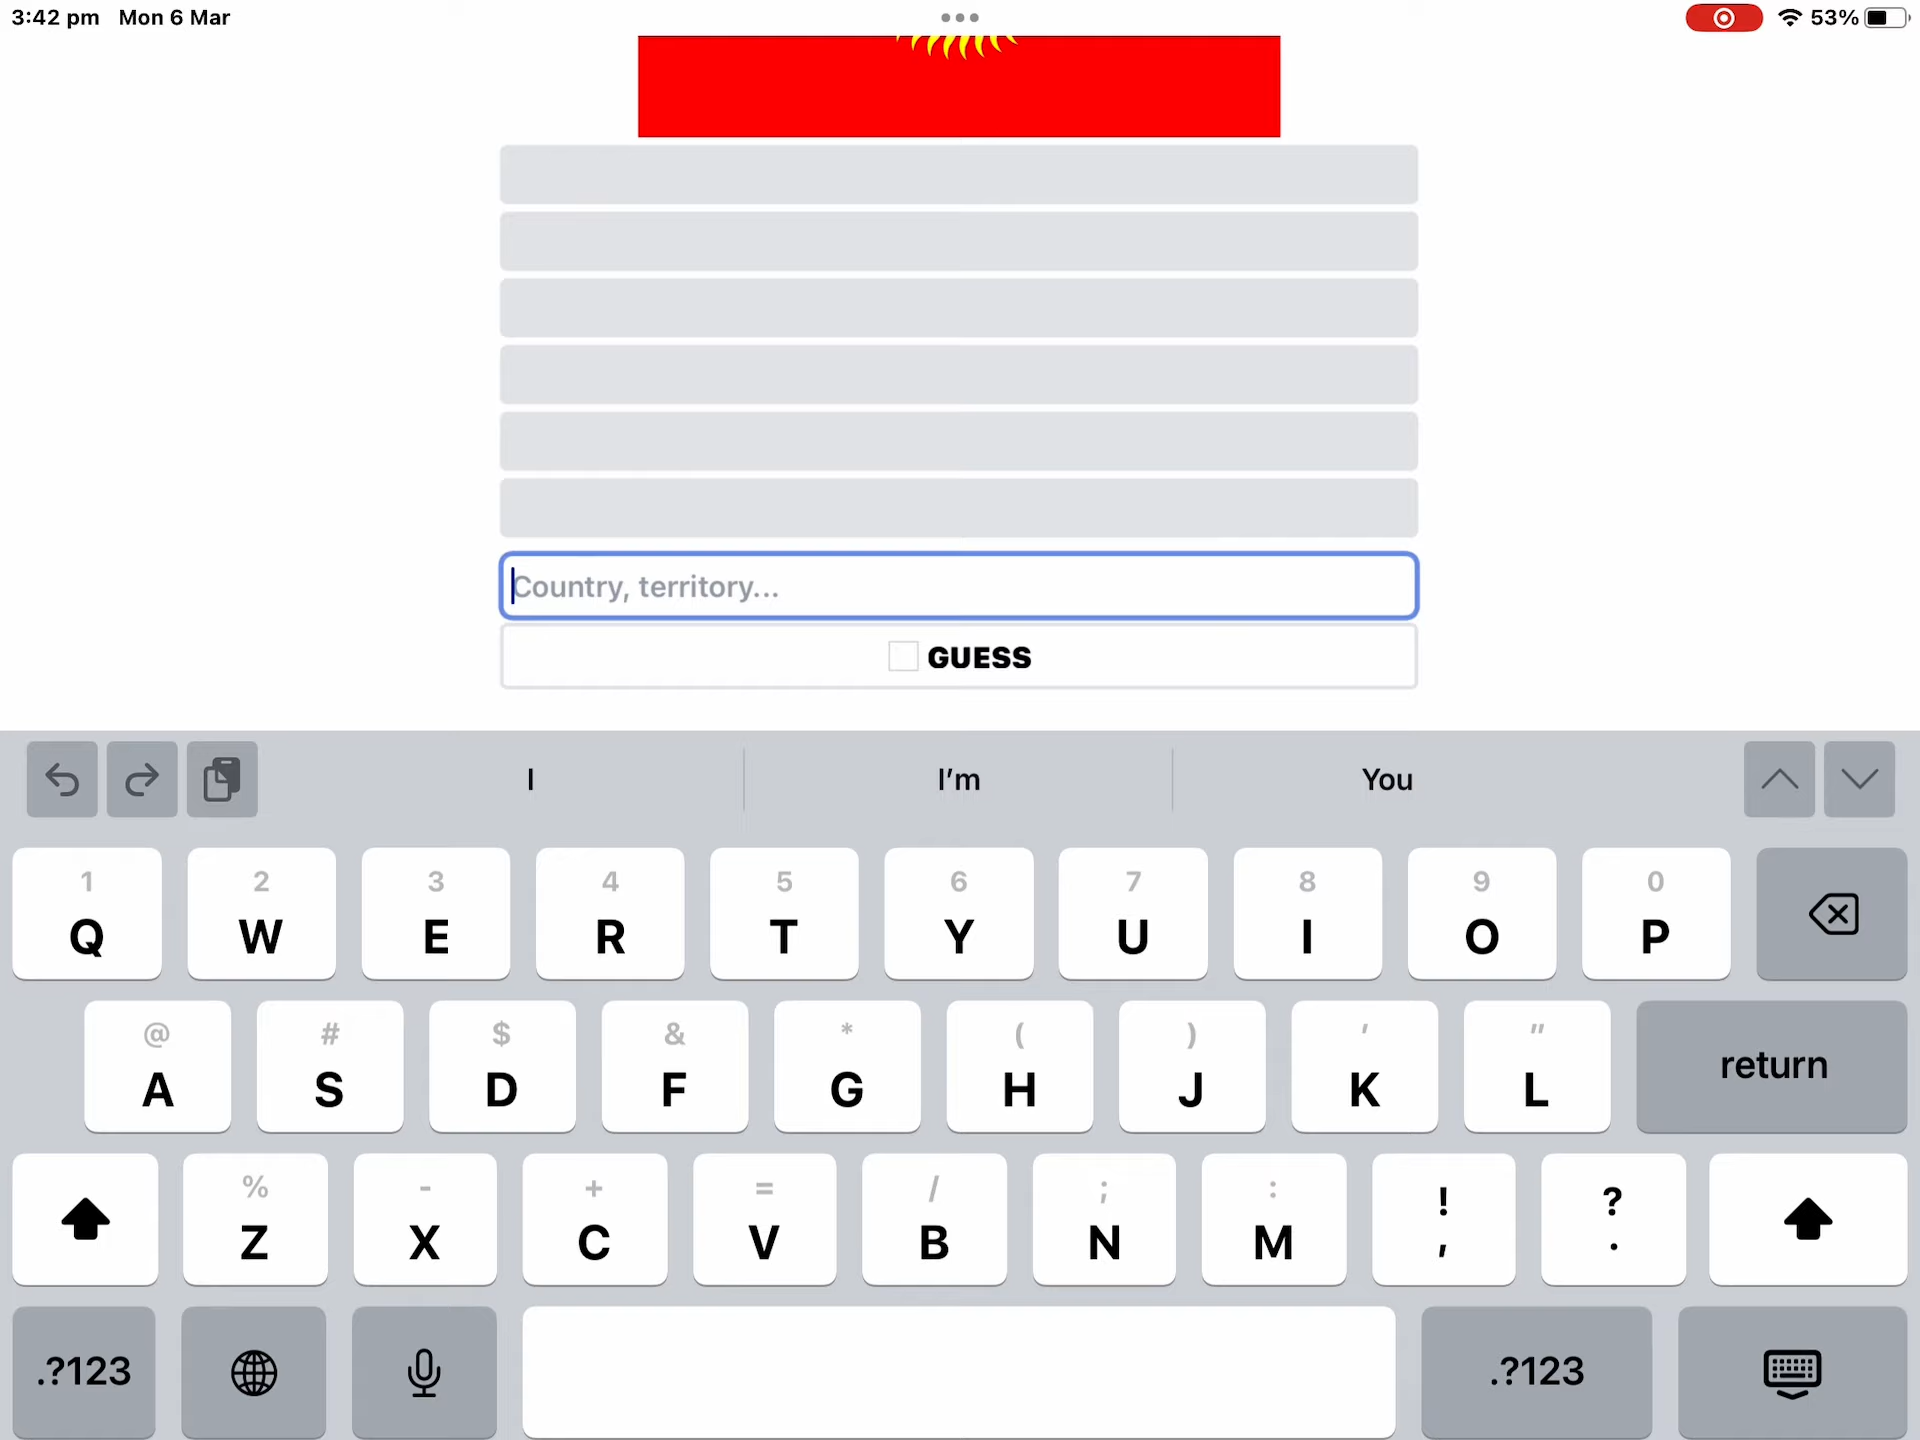 3:42 pm Mon 6 Mar
53%
Country, territory...
GUESS
I I'm You
1 2 3 4 5 6 7 8 9 0
Q W E R T Y U I O P
@ # $ & * ( ) ' "
A S D F G H J K L return
% - + = / ; : ! ?
Z X C V B N M , .
.?123 .?123